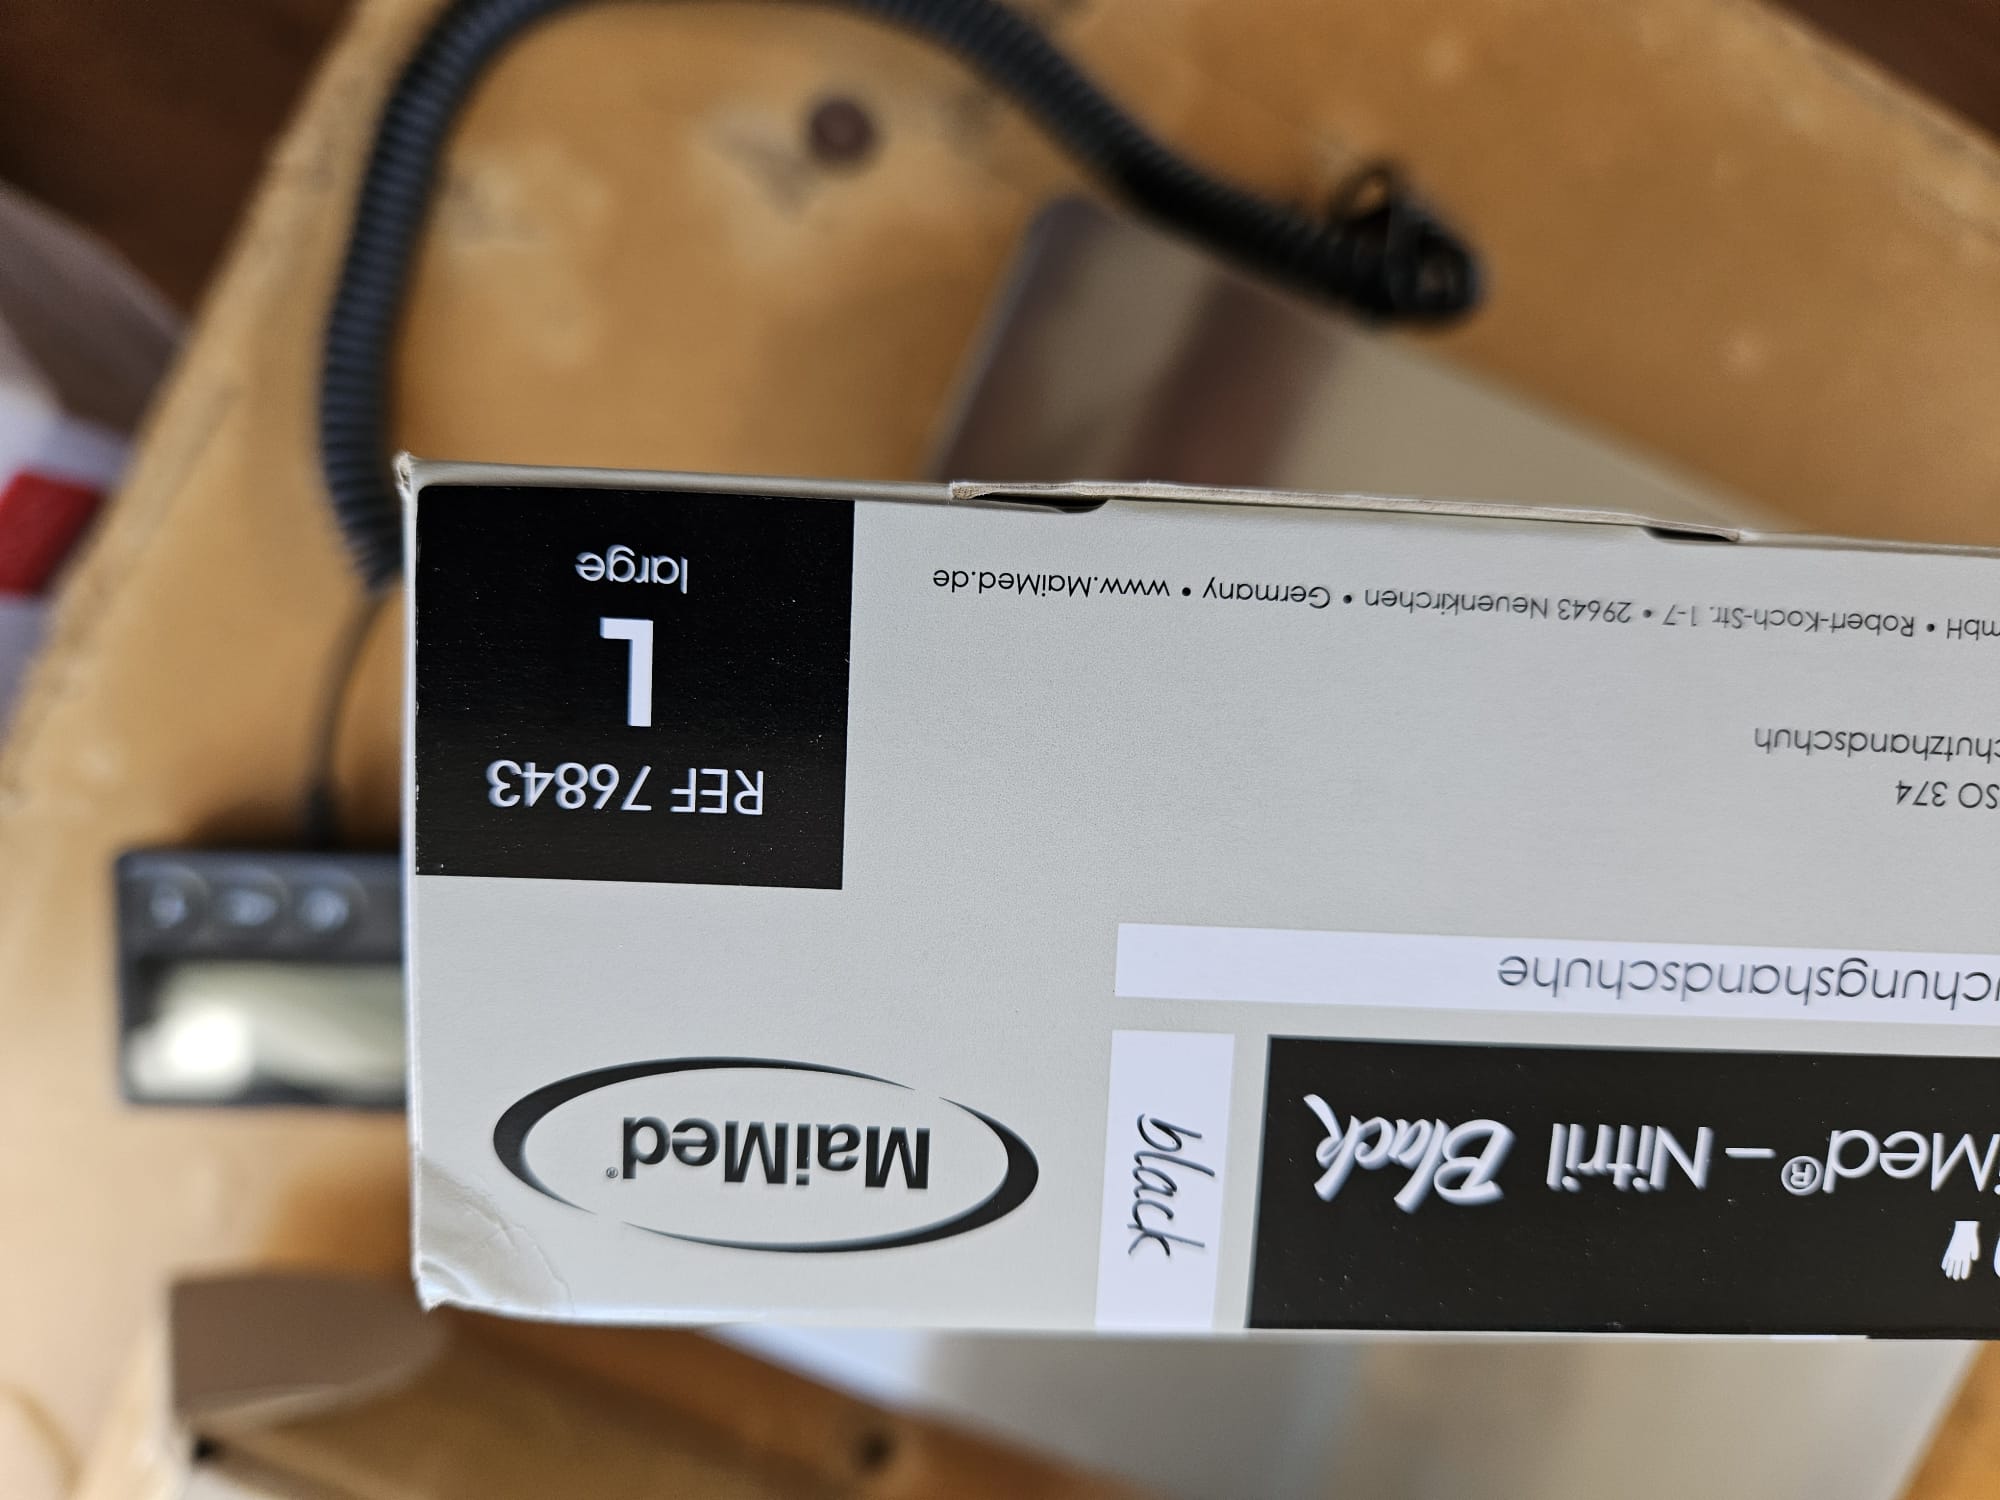 Med® – Nitril Black
black
MaiMed®
chungshandschuhe
SO 374
chutzhandschuh
REF 76843
L
large
mbH • Robert-Koch-Str. 1-7 • 29643 Neuenkirchen • Germany • www.MaiMed.de